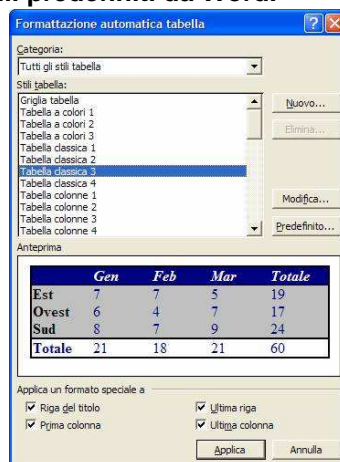 predefiniti da Word.
Formattazione automatica tabella
Categoria:
Tutti gli stili tabella
Stili tabella:
Griglia tabella
Tabella a colori 1
Tabella a colori 2
Tabella a colori 3
Tabella classica 1
Tabella classica 2
Tabella classica 3
Tabella classica 4
Tabella colonne 1
Tabella colonne 2
Tabella colonne 3
Tabella colonne 4
Nuovo...
Elimina...
Modifica...
Predefinito...
Anteprima
Gen Feb Mar Totale
Est 7 7 5 19
Ovest 6 4 7 17
Sud 8 7 9 24
Totale 21 18 21 60
Applica un formato speciale a
Riga del titolo Ultima riga
Prima colonna Ultima colonna
Applica Annulla